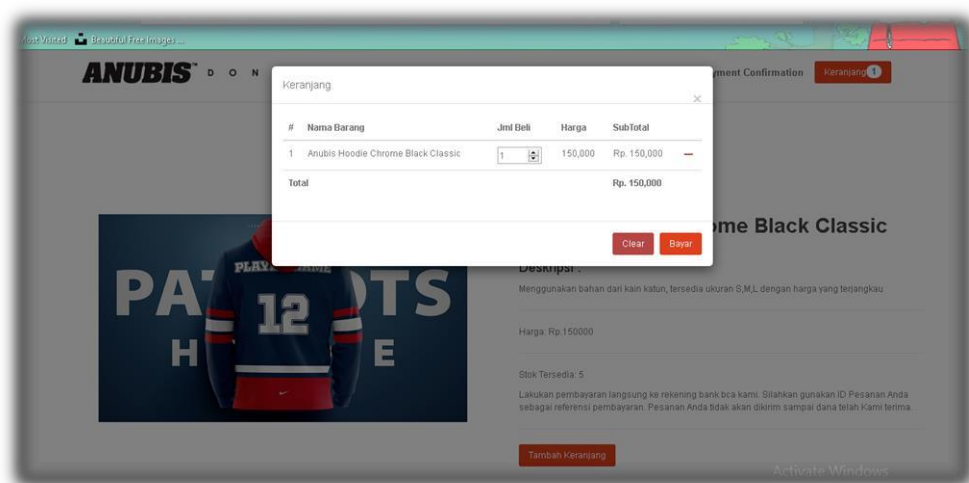 Most Visited Beautiful Free Images ...
ANUBIS™ D O N
yment Confirmation Keranjang 1
Keranjang ×
# Nama Barang Jml Beli Harga SubTotal
1 Anubis Hoodie Chrome Black Classic 1 150,000 Rp. 150,000
Total Rp. 150,000
Clear Bayar
ome Black Classic
Deskripsi :
Menggunakan bahan dari kain katun, tersedia ukuran S,M,L dengan harga yang terjangkau
Harga: Rp.150000
Stok Tersedia: 5
Lakukan pembayaran langsung ke rekening bank bca kami. Silahkan gunakan ID Pesanan Anda
sebagai referensi pembayaran. Pesanan Anda tidak akan dikirim sampai dana telah Kami terima.
Tambah Keranjang
12
Activate Windows